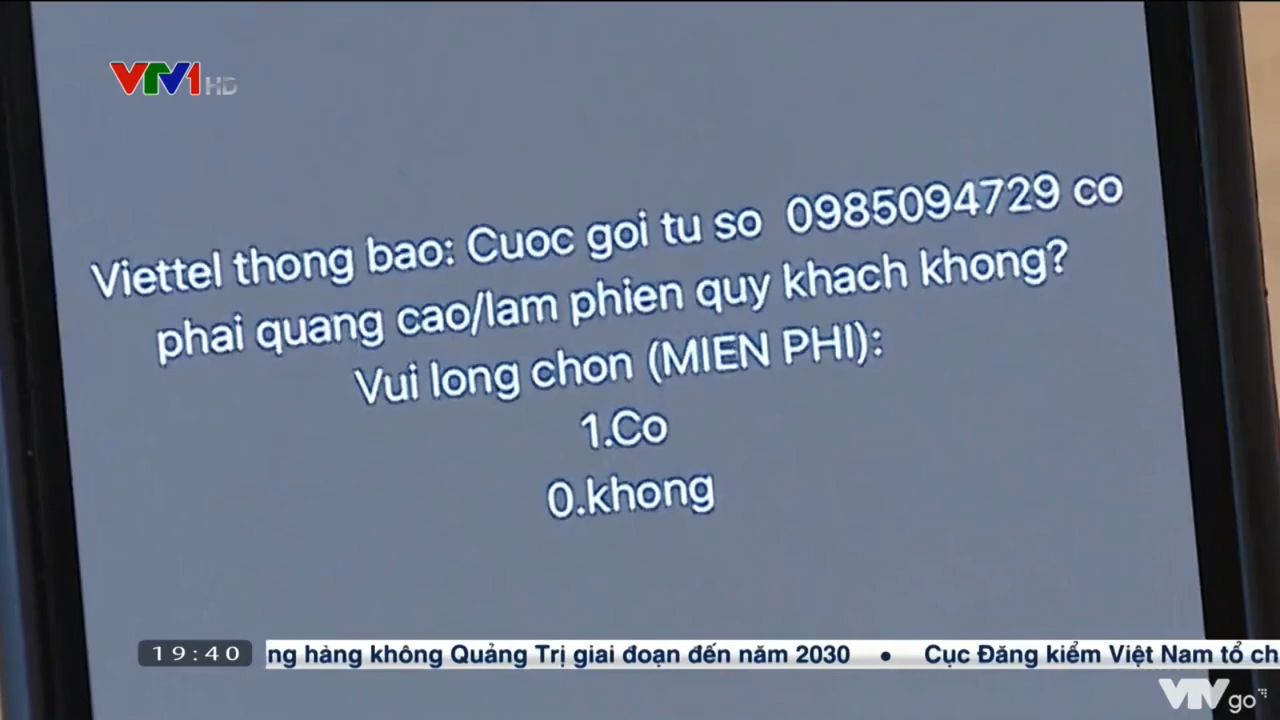 VTV1 HD
Viettel thong bao: Cuoc goi tu so 0985094729 co
phai quang cao/lam phien quy khach khong?
Vui long chon (MIEN PHI):
1.Co
0.khong
19:40 ng hàng không Quảng Trị giai đoạn đến năm 2030 • Cục Đăng kiểm Việt Nam tổ ch
VTV go